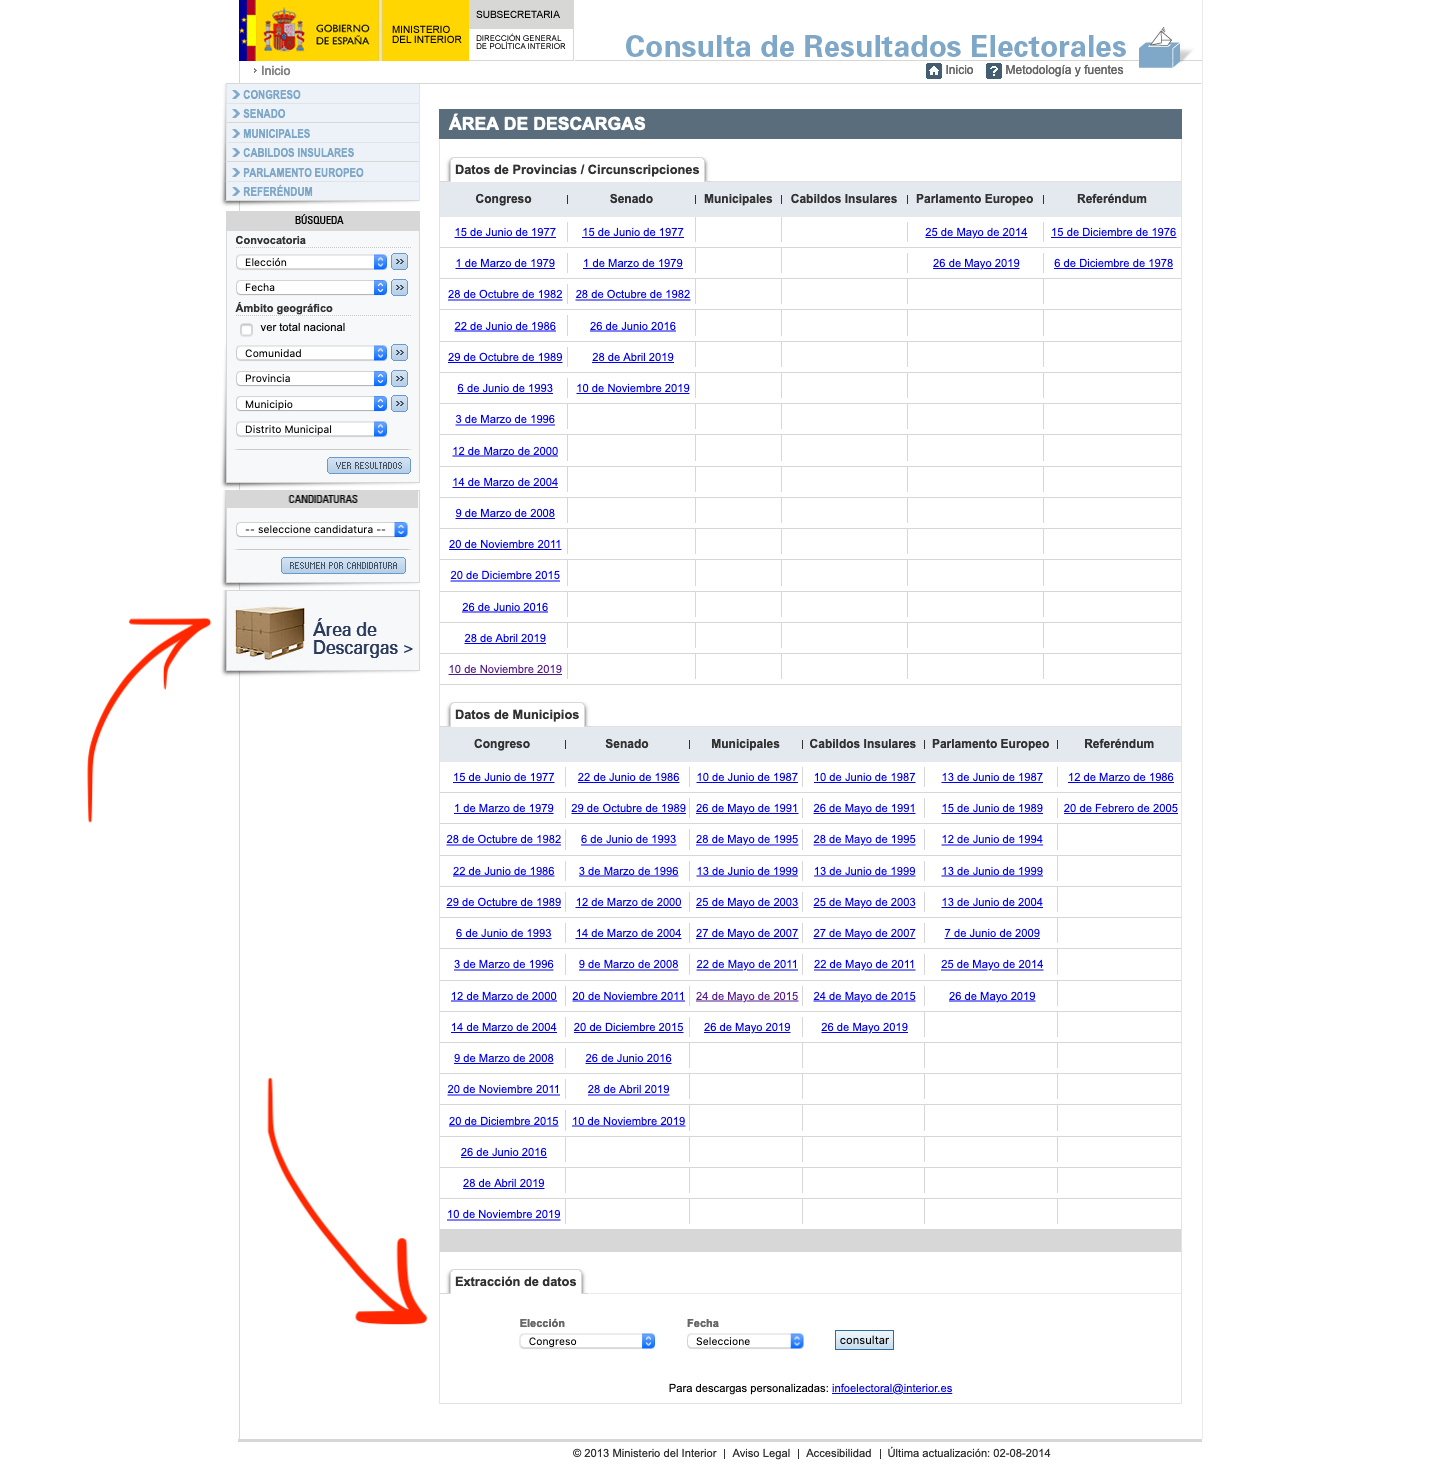 GOBIERNO
DE ESPAÑA
MINISTERIO
DEL INTERIOR
SUBSECRETARIA
DIRECCIÓN GENERAL
DE POLÍTICA INTERIOR
Consulta de Resultados Electorales
Inicio
Inicio Metodología y fuentes
CONGRESO
SENADO
MUNICIPALES
CABILDOS INSULARES
PARLAMENTO EUROPEO
REFERÉNDUM
BÚSQUEDA
Convocatoria
Elección >>
Fecha >>
Ámbito geográfico
ver total nacional
Comunidad >>
Provincia >>
Municipio >>
Distrito Municipal
VER RESULTADOS
CANDIDATURAS
-- seleccione candidatura --
RESUMEN POR CANDIDATURA
Área de
Descargas >
ÁREA DE DESCARGAS
Datos de Provincias / Circunscripciones
Congreso | Senado | Municipales | Cabildos Insulares | Parlamento Europeo | Referéndum
15 de Junio de 1977 15 de Junio de 1977 25 de Mayo de 2014 15 de Diciembre de 1976
1 de Marzo de 1979 1 de Marzo de 1979 26 de Mayo 2019 6 de Diciembre de 1978
28 de Octubre de 1982 28 de Octubre de 1982
22 de Junio de 1986 26 de Junio 2016
29 de Octubre de 1989 28 de Abril 2019
6 de Junio de 1993 10 de Noviembre 2019
3 de Marzo de 1996
12 de Marzo de 2000
14 de Marzo de 2004
9 de Marzo de 2008
20 de Noviembre 2011
20 de Diciembre 2015
26 de Junio 2016
28 de Abril 2019
10 de Noviembre 2019
Datos de Municipios
Congreso | Senado | Municipales | Cabildos Insulares | Parlamento Europeo | Referéndum
15 de Junio de 1977 22 de Junio de 1986 10 de Junio de 1987 10 de Junio de 1987 13 de Junio de 1987 12 de Marzo de 1986
1 de Marzo de 1979 29 de Octubre de 1989 26 de Mayo de 1991 26 de Mayo de 1991 15 de Junio de 1989 20 de Febrero de 2005
28 de Octubre de 1982 6 de Junio de 1993 28 de Mayo de 1995 28 de Mayo de 1995 12 de Junio de 1994
22 de Junio de 1986 3 de Marzo de 1996 13 de Junio de 1999 13 de Junio de 1999 13 de Junio de 1999
29 de Octubre de 1989 12 de Marzo de 2000 25 de Mayo de 2003 25 de Mayo de 2003 13 de Junio de 2004
6 de Junio de 1993 14 de Marzo de 2004 27 de Mayo de 2007 27 de Mayo de 2007 7 de Junio de 2009
3 de Marzo de 1996 9 de Marzo de 2008 22 de Mayo de 2011 22 de Mayo de 2011 25 de Mayo de 2014
12 de Marzo de 2000 20 de Noviembre 2011 24 de Mayo de 2015 24 de Mayo de 2015 26 de Mayo 2019
14 de Marzo de 2004 20 de Diciembre 2015 26 de Mayo 2019 26 de Mayo 2019
9 de Marzo de 2008 26 de Junio 2016
20 de Noviembre 2011 28 de Abril 2019
20 de Diciembre 2015 10 de Noviembre 2019
26 de Junio 2016
28 de Abril 2019
10 de Noviembre 2019
Extracción de datos
Elección Fecha
Congreso Seleccione consultar
Para descargas personalizadas: infoelectoral@interior.es
© 2013 Ministerio del Interior | Aviso Legal | Accesibilidad | Última actualización: 02-08-2014